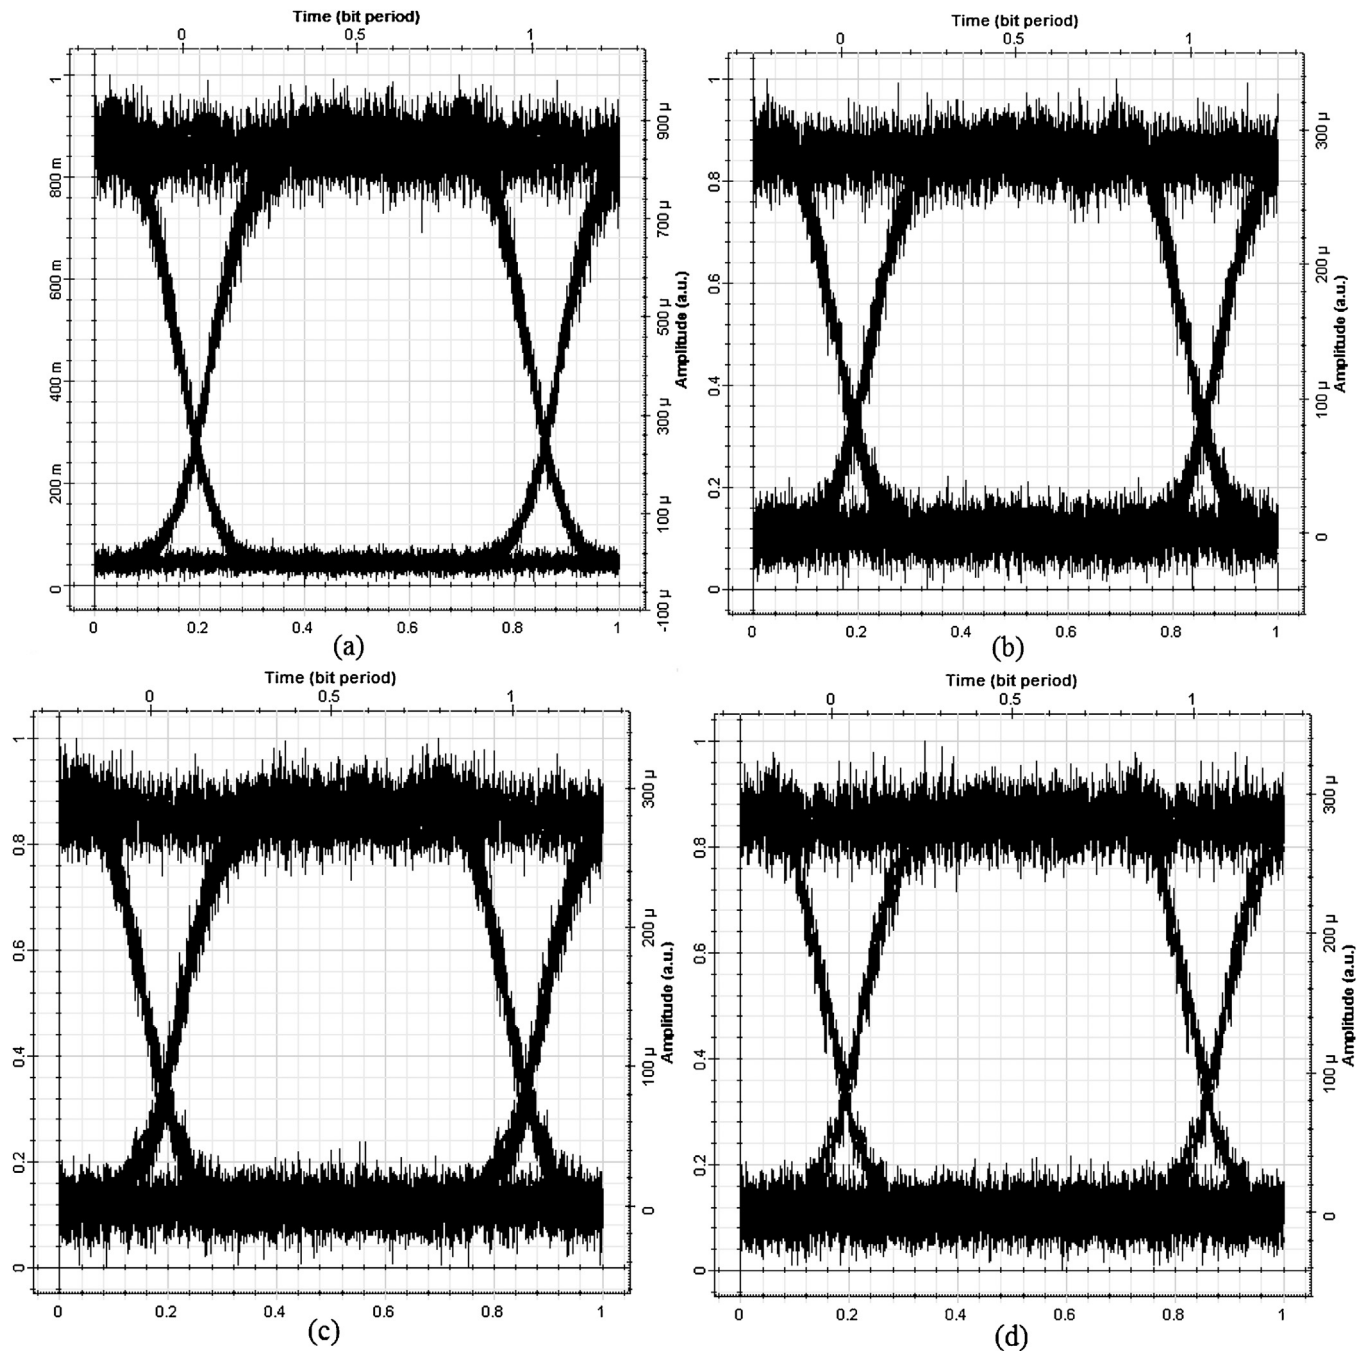 Time (bit period)
0 0.5 1
1
800 m
600 m
400 m
200 m
0
900 µ
700 µ
500 µ
300 µ
100 µ
-100 µ
Amplitude (a.u.)
0 0.2 0.4 0.6 0.8 1
(a)
Time (bit period)
0 0.5 1
1
0.8
0.6
0.4
0.2
0
300 µ
200 µ
100 µ
0
Amplitude (a.u.)
0 0.2 0.4 0.6 0.8 1
(b)
Time (bit period)
0 0.5 1
1
0.8
0.6
0.4
0.2
0
300 µ
200 µ
100 µ
0
Amplitude (a.u.)
0 0.2 0.4 0.6 0.8 1
(c)
Time (bit period)
0 0.5 1
1
0.8
0.6
0.4
0.2
0
300 µ
200 µ
100 µ
0
Amplitude (a.u.)
0 0.2 0.4 0.6 0.8 1
(d)